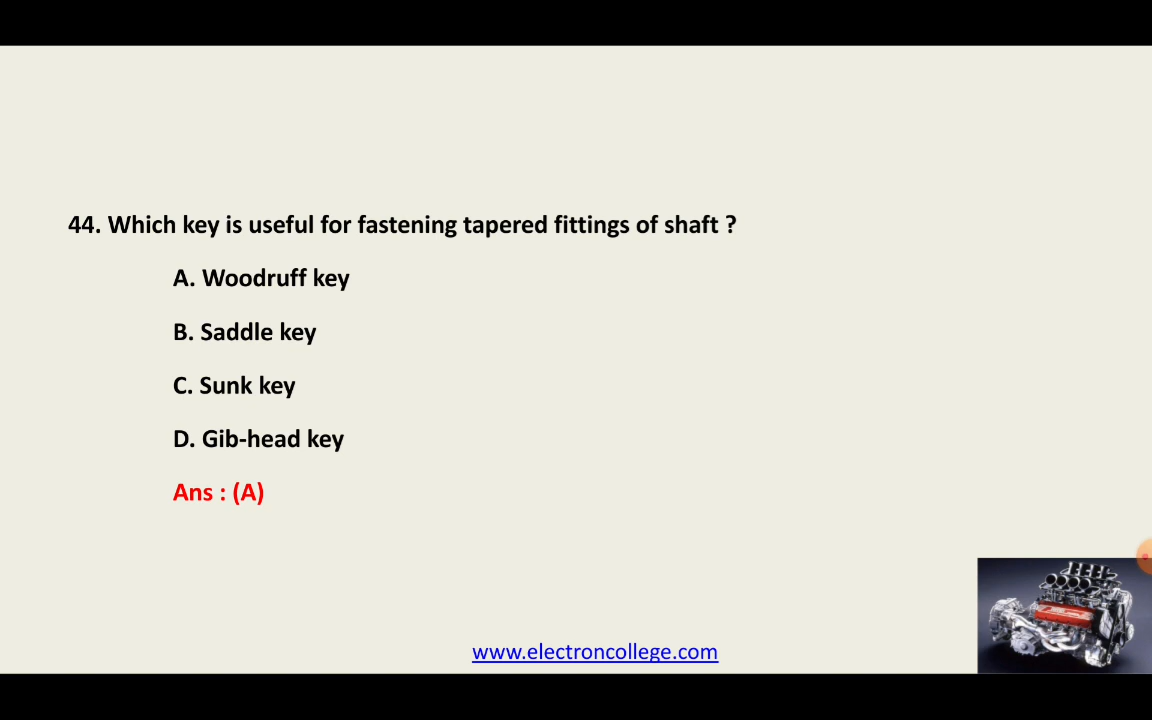 44. Which key is useful for fastening tapered fittings of shaft ?
A. Woodruff key
B. Saddle key
C. Sunk key
D. Gib-head key
Ans : (A)
www.electroncollege.com